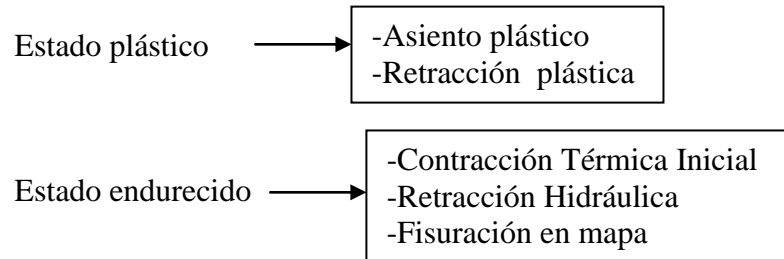 Estado plástico
-Asiento plástico
-Retracción plástica
Estado endurecido
-Contracción Térmica Inicial
-Retracción Hidráulica
-Fisuración en mapa